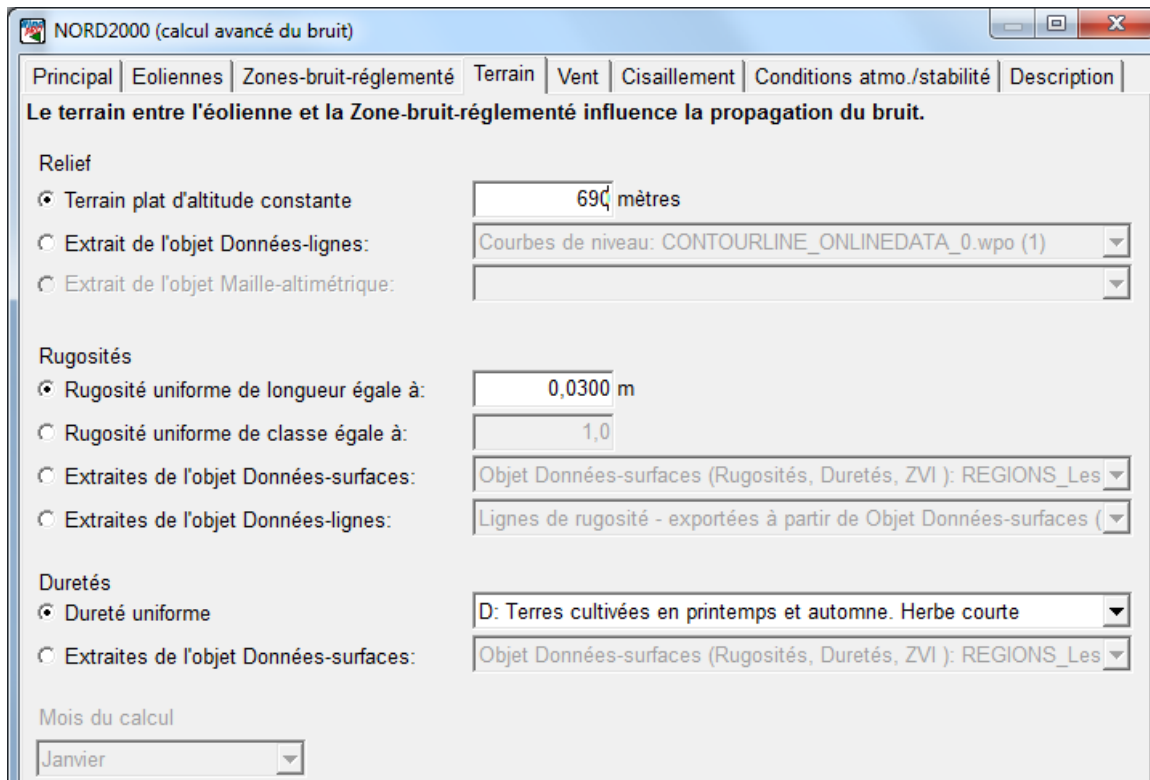 NORD2000 (calcul avancé du bruit)
Principal Eoliennes Zones-bruit-réglementé Terrain Vent Cisaillement Conditions atmo./stabilité Description
Le terrain entre l'éolienne et la Zone-bruit-réglementé influence la propagation du bruit.
Relief
Terrain plat d'altitude constante 690 mètres
Extrait de l'objet Données-lignes: Courbes de niveau: CONTOURLINE_ONLINEDATA_0.wpo (1)
Extrait de l'objet Maille-altimétrique:
Rugosités
Rugosité uniforme de longueur égale à: 0,0300 m
Rugosité uniforme de classe égale à: 1,0
Extraites de l'objet Données-surfaces: Objet Données-surfaces (Rugosités, Duretés, ZVI ): REGIONS_Les
Extraites de l'objet Données-lignes: Lignes de rugosité - exportées à partir de Objet Données-surfaces (
Duretés
Dureté uniforme D: Terres cultivées en printemps et automne. Herbe courte
Extraites de l'objet Données-surfaces: Objet Données-surfaces (Rugosités, Duretés, ZVI ): REGIONS_Les
Mois du calcul
Janvier